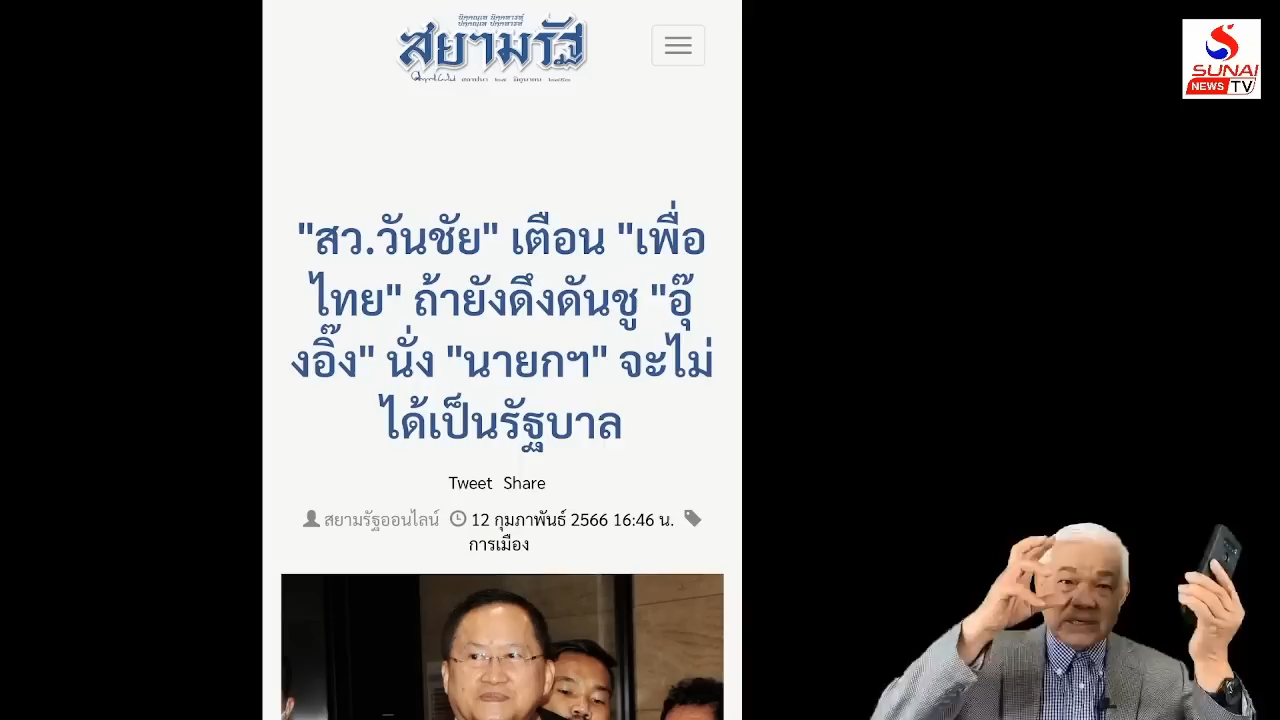 สยามรัฐ
SUNAI
NEWS TV
"สว.วันชัย" เตือน "เพื่อ
ไทย" ถ้ายังดึงดันชู "อุ๊
งอิ๊ง" นั่ง "นายกฯ" จะไม่
ได้เป็นรัฐบาล
Tweet Share
สยามรัฐออนไลน์ 12 กุมภาพันธ์ 2566 16:46 น.
การเมือง